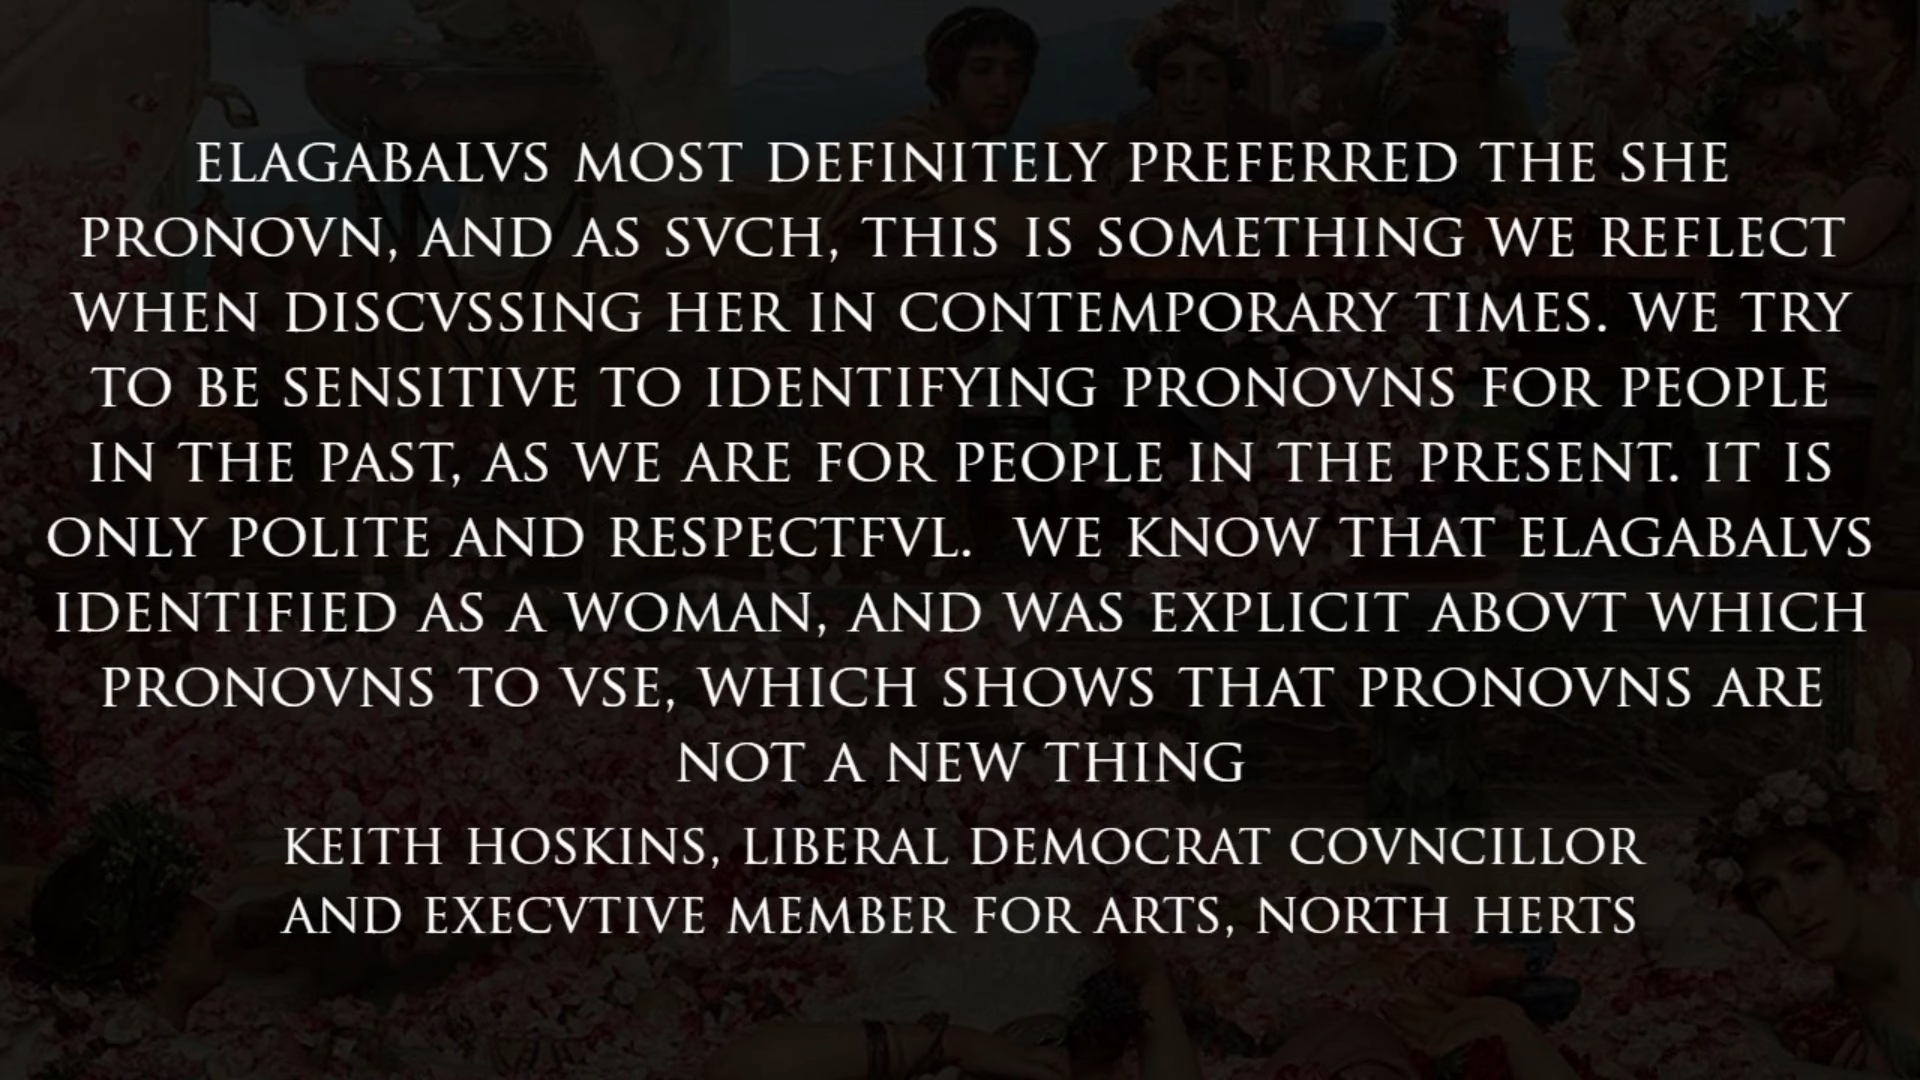 ELAGABALVS MOST DEFINITELY PREFERRED THE SHE
PRONOVN, AND AS SVCH, THIS IS SOMETHING WE REFLECT
WHEN DISCVSSING HER IN CONTEMPORARY TIMES. WE TRY
TO BE SENSITIVE TO IDENTIFYING PRONOVNS FOR PEOPLE
IN THE PAST, AS WE ARE FOR PEOPLE IN THE PRESENT. IT IS
ONLY POLITE AND RESPECTFVL. WE KNOW THAT ELAGABALVS
IDENTIFIED AS A WOMAN, AND WAS EXPLICIT ABOVT WHICH
PRONOVNS TO VSE, WHICH SHOWS THAT PRONOVNS ARE
NOT A NEW THING
KEITH HOSKINS, LIBERAL DEMOCRAT COVNCILLOR
AND EXECVTIVE MEMBER FOR ARTS, NORTH HERTS